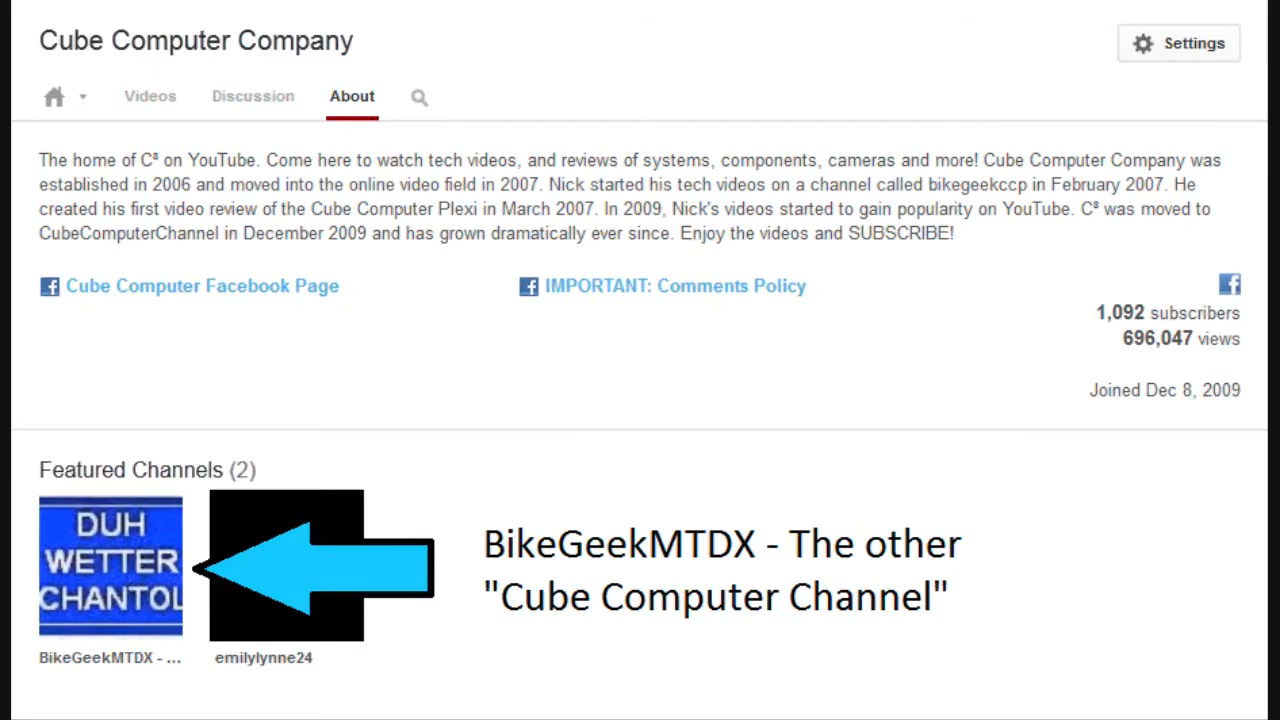 Cube Computer Company
Settings
Videos Discussion About
The home of C³ on YouTube. Come here to watch tech videos, and reviews of systems, components, cameras and more! Cube Computer Company was
established in 2006 and moved into the online video field in 2007. Nick started his tech videos on a channel called bikegeekccp in February 2007. He
created his first video review of the Cube Computer Plexi in March 2007. In 2009, Nick's videos started to gain popularity on YouTube. C³ was moved to
CubeComputerChannel in December 2009 and has grown dramatically ever since. Enjoy the videos and SUBSCRIBE!
Cube Computer Facebook Page
IMPORTANT: Comments Policy
1,092 subscribers
696,047 views
Joined Dec 8, 2009
Featured Channels (2)
DUH
WETTER
CHANTOL
BikeGeekMTDX - ...
emilylynne24
BikeGeekMTDX - The other
"Cube Computer Channel"